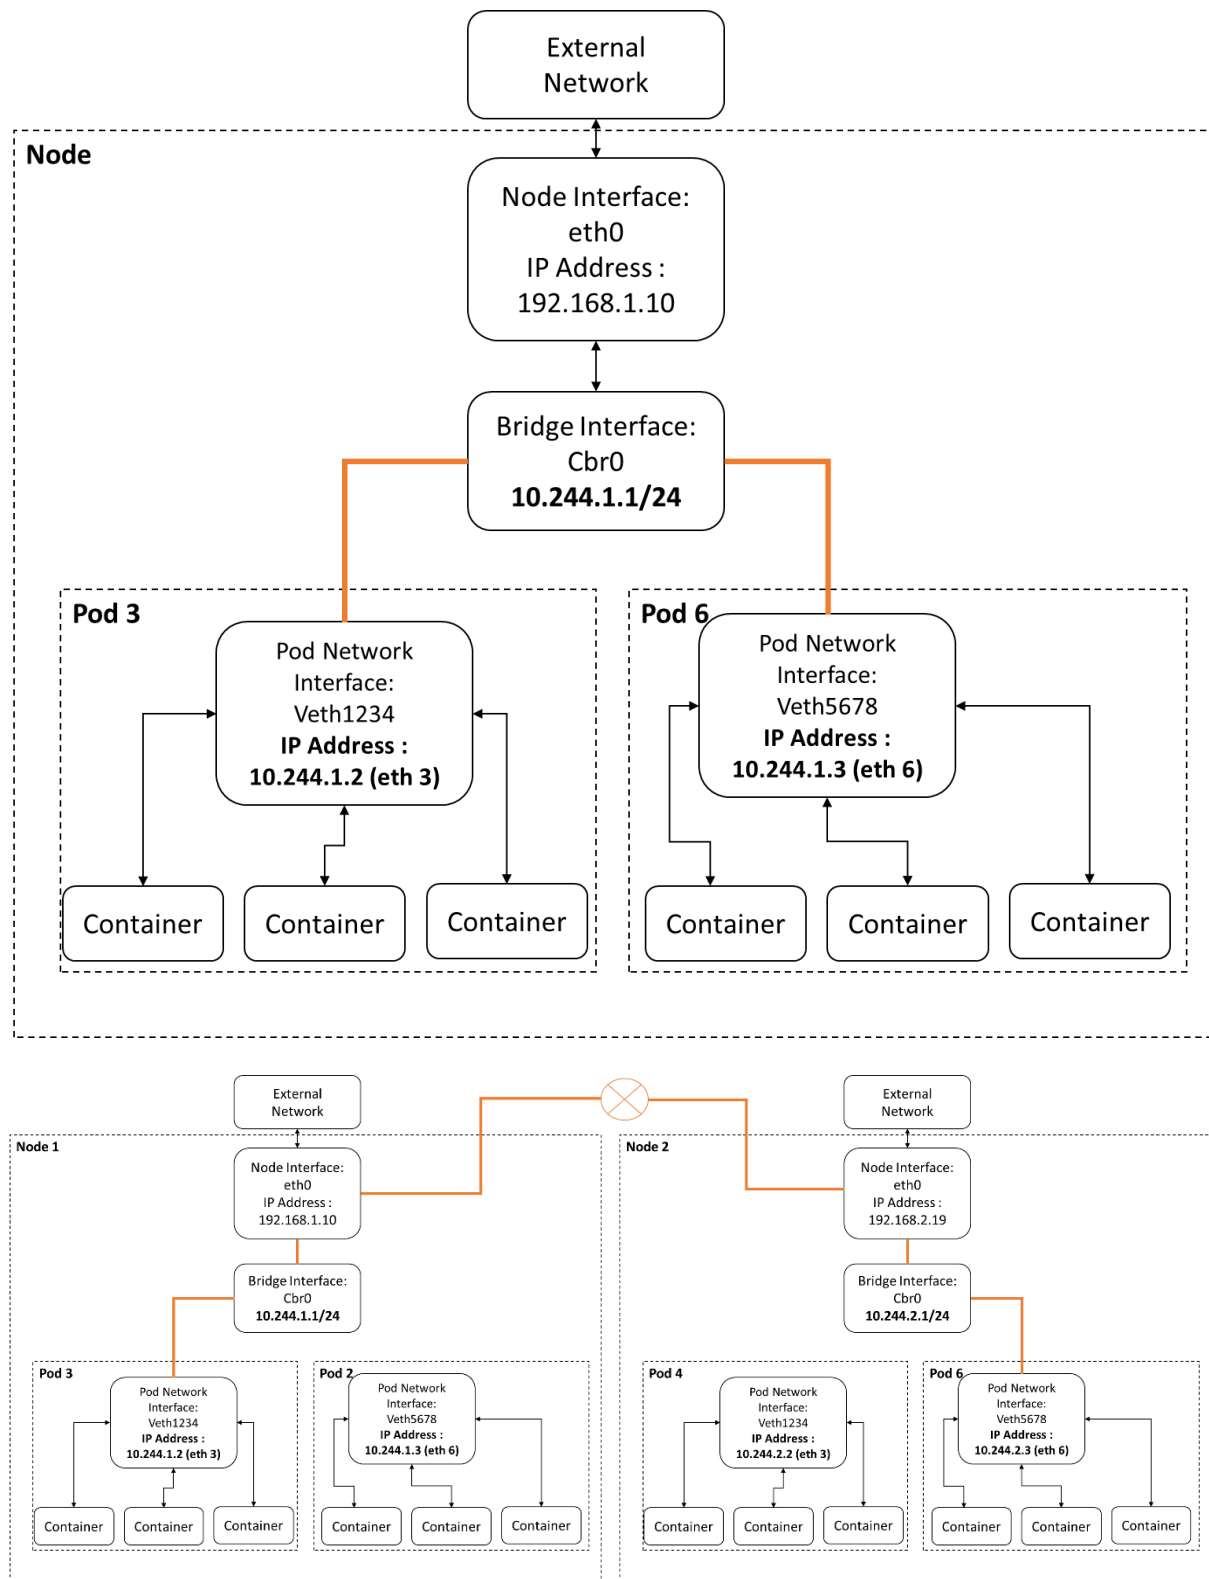 External
Network
Node
Node Interface:
eth0
IP Address :
192.168.1.10
Bridge Interface:
Cbr0
10.244.1.1/24
Pod 3
Pod Network
Interface:
Veth1234
IP Address :
10.244.1.2 (eth 3)
Container
Container
Container
Pod 6
Pod Network
Interface:
Veth5678
IP Address :
10.244.1.3 (eth 6)
Container
Container
Container
External
Network
Node 1
Node Interface:
eth0
IP Address :
192.168.1.10
Bridge Interface:
Cbr0
10.244.1.1/24
Pod 3
Pod Network
Interface:
Veth1234
IP Address :
10.244.1.2 (eth 3)
Container
Container
Container
Pod 2
Pod Network
Interface:
Veth5678
IP Address :
10.244.1.3 (eth 6)
Container
Container
Container
External
Network
Node 2
Node Interface:
eth0
IP Address :
192.168.2.19
Bridge Interface:
Cbr0
10.244.2.1/24
Pod 4
Pod Network
Interface:
Veth1234
IP Address :
10.244.2.2 (eth 3)
Container
Container
Container
Pod 6
Pod Network
Interface:
Veth5678
IP Address :
10.244.2.3 (eth 6)
Container
Container
Container